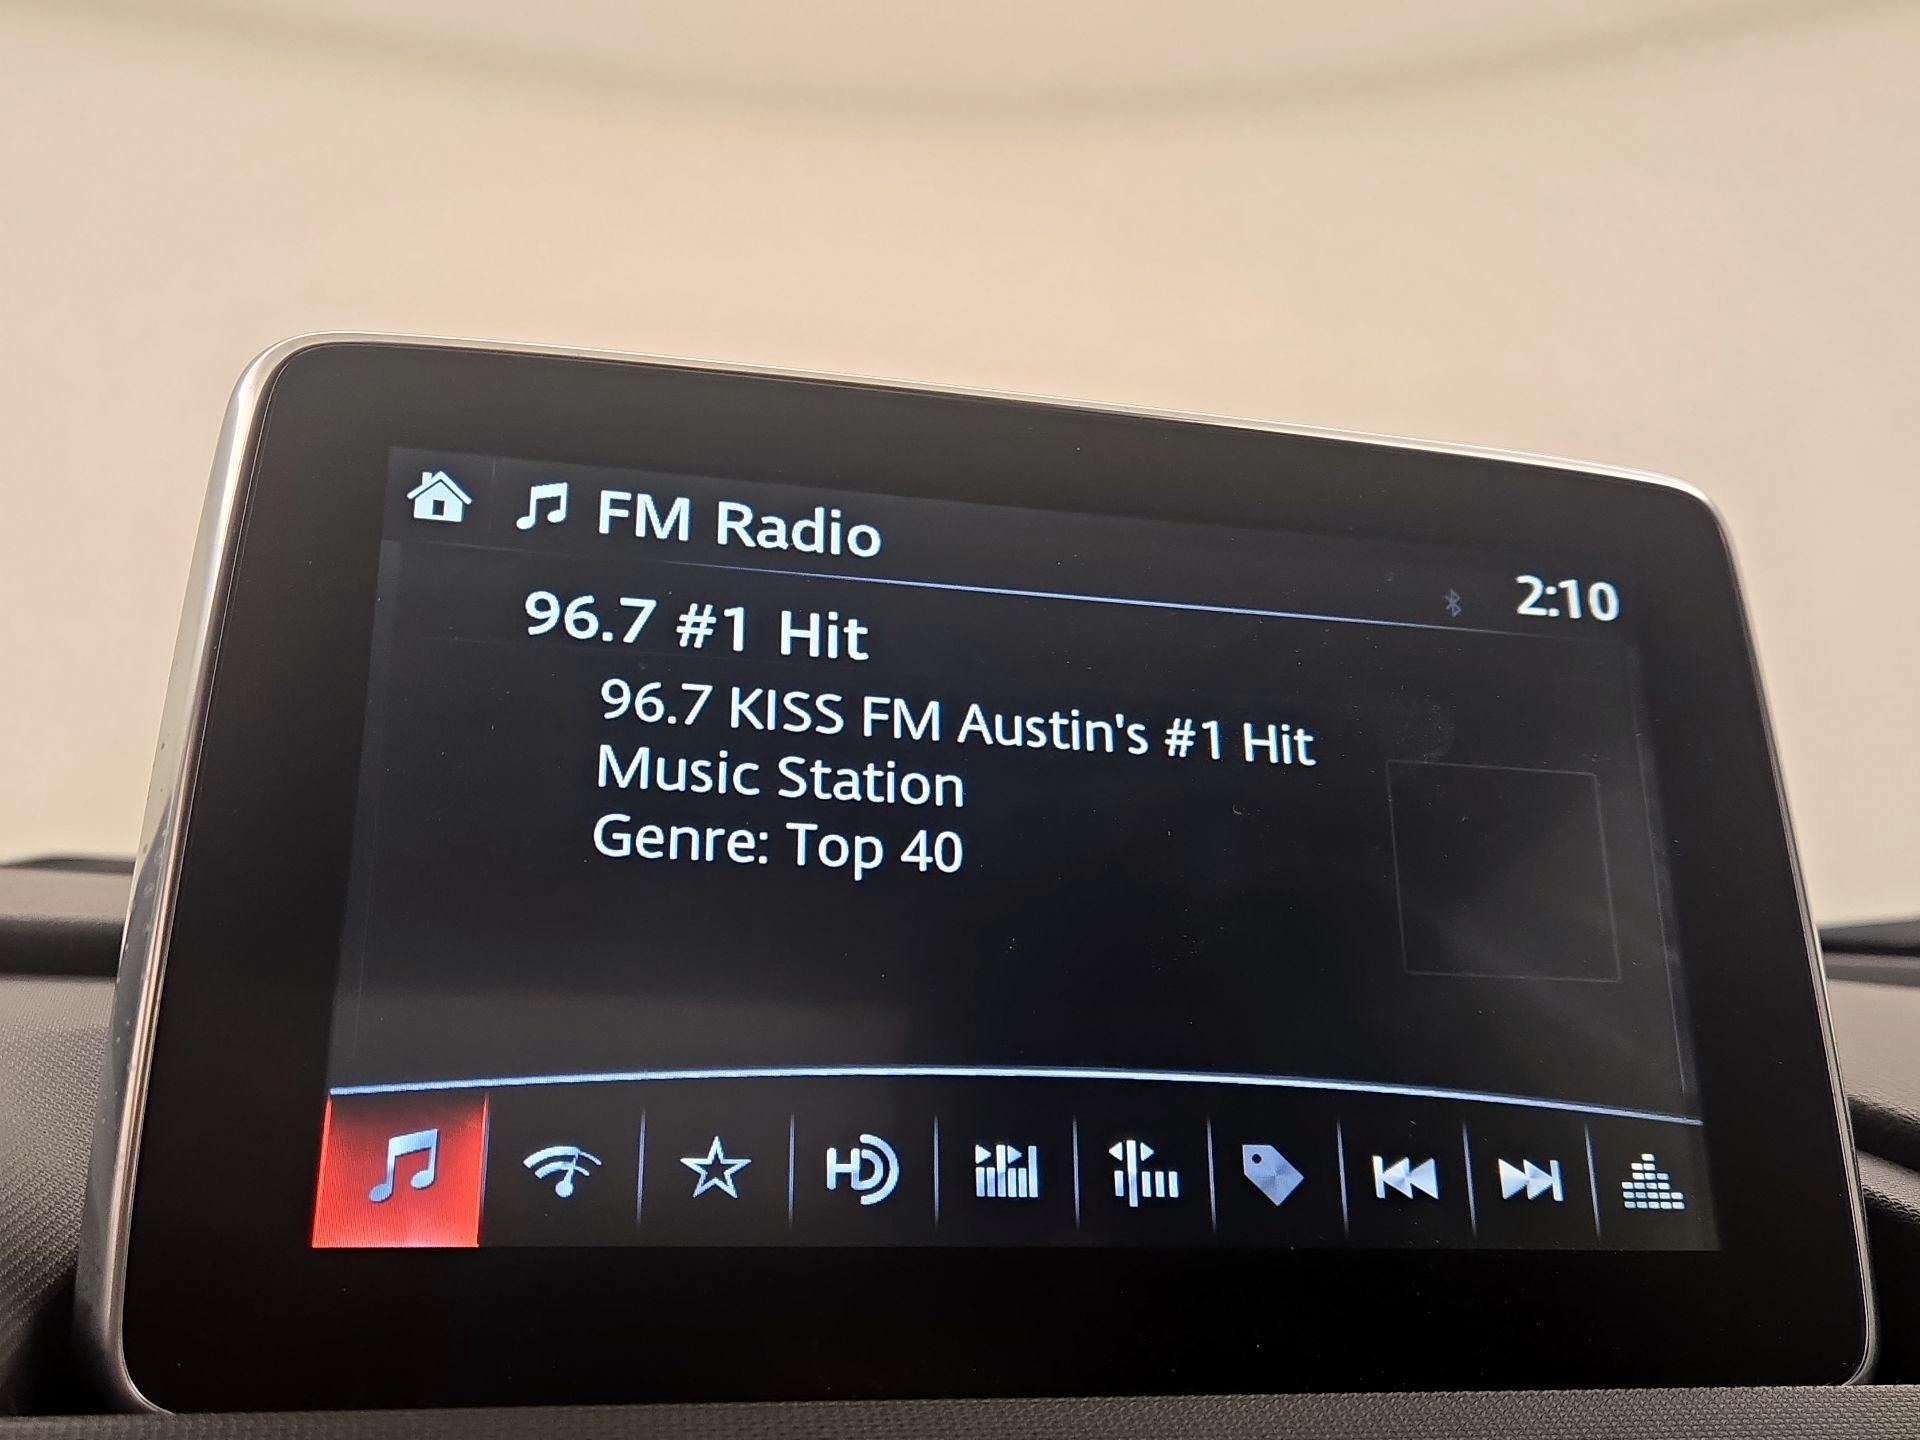 FM Radio
2:10
96.7 #1 Hit
96.7 KISS FM Austin's #1 Hit
Music Station
Genre: Top 40
HD